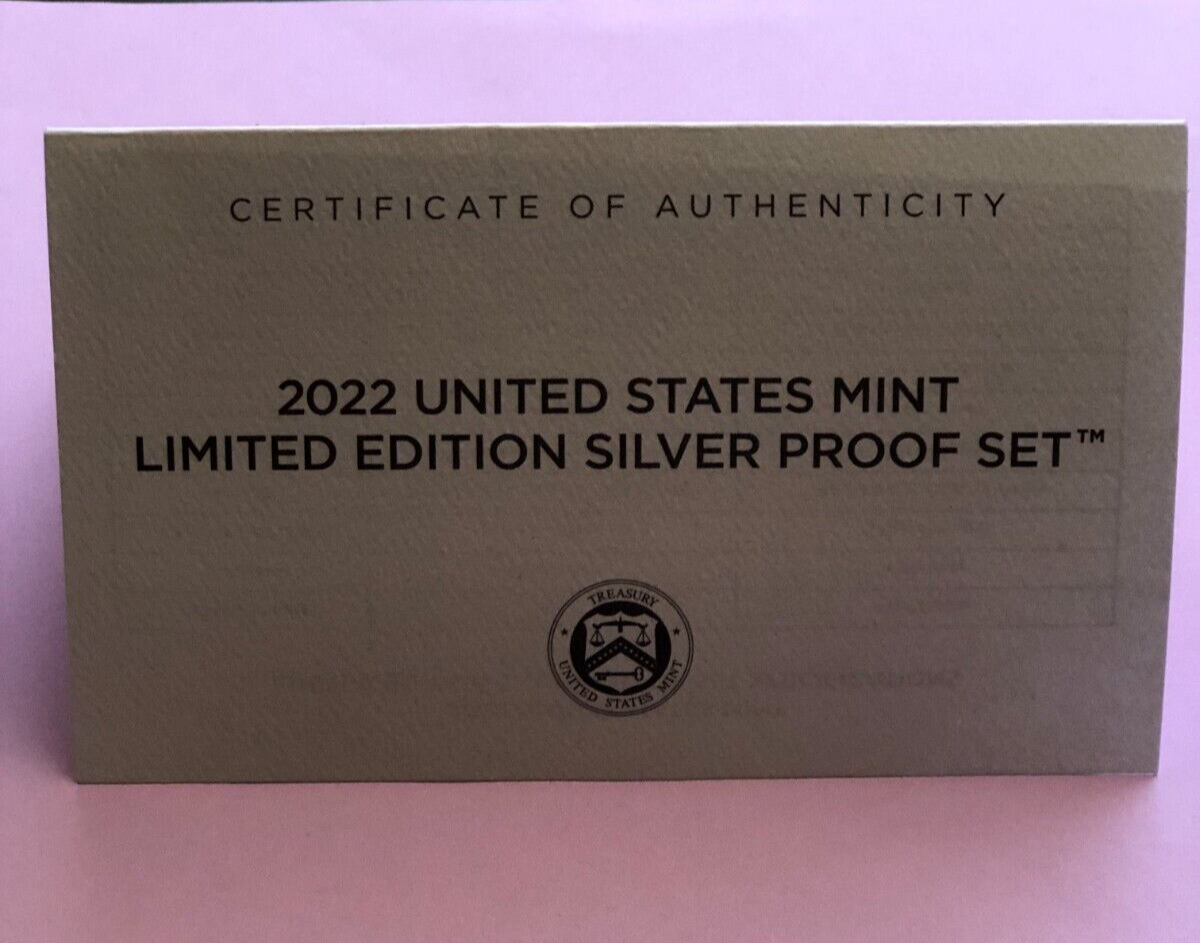 CERTIFICATE OF AUTHENTICITY
2022 UNITED STATES MINT
LIMITED EDITION SILVER PROOF SET™
TREASURY
UNITED STATES MINT